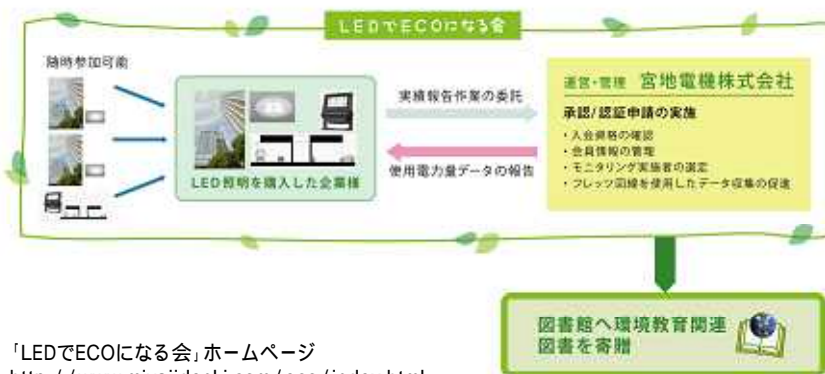 LEDでECOになる会
随時参加可能
LED照明を購入した企業様
実績報告作業の委託
使用電力量データの報告
運営・管理 宮地電機株式会社
承認/認証申請の実施
・入会資格の確認
・会員情報の管理
・モニタリング実施者の選定
・フレッツ回線を使用したデータ収集の促進
図書館へ環境教育関連
図書を寄贈
「LEDでECOになる会」ホームページ